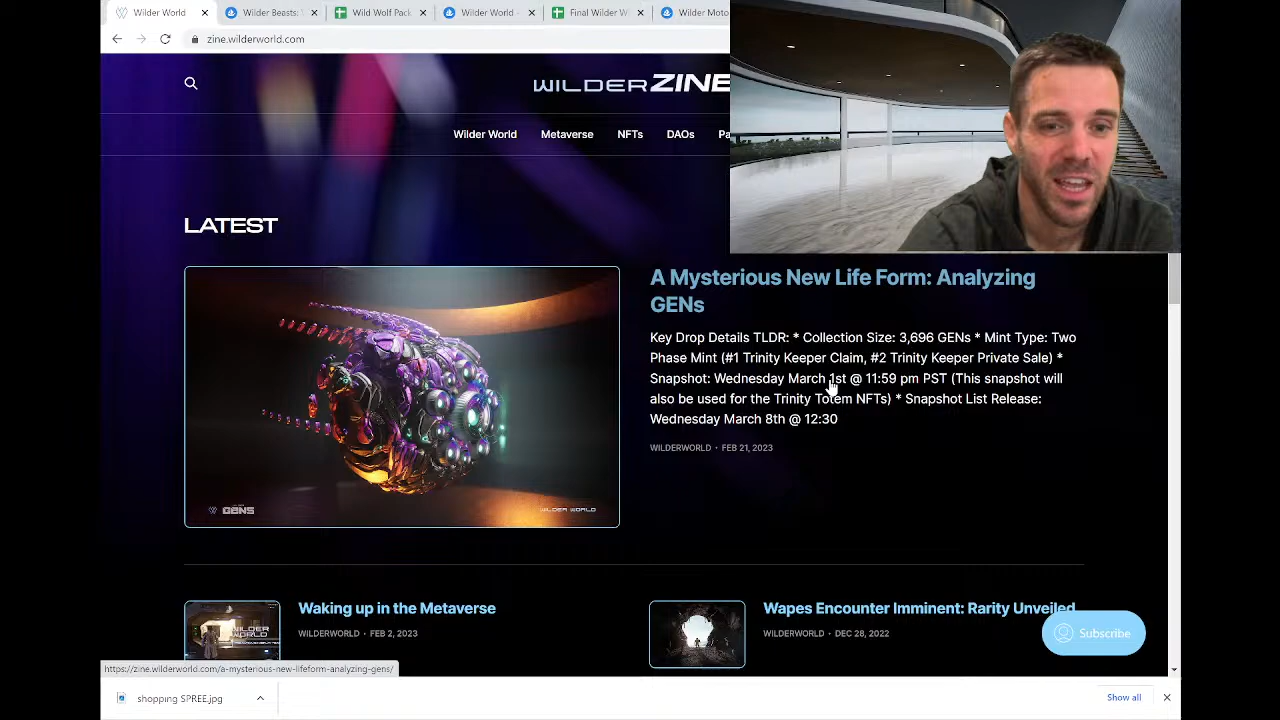 Wilder World
Wilder Beasts:
Wild Wolf Pack
Wilder World -
Final Wilder W
Wilder Moto
zine.wilderworld.com
WILDERZINE
Wilder World
Metaverse
NFTs
DAOs
Pa
LATEST
A Mysterious New Life Form: Analyzing
GENs
Key Drop Details TLDR: * Collection Size: 3,696 GENs * Mint Type: Two
Phase Mint (#1 Trinity Keeper Claim, #2 Trinity Keeper Private Sale) *
Snapshot: Wednesday March 1st @ 11:59 pm PST (This snapshot will
also be used for the Trinity Totem NFTs) * Snapshot List Release:
Wednesday March 8th @ 12:30
WILDERWORLD • FEB 21, 2023
GENS
WILDER WORLD
Waking up in the Metaverse
WILDERWORLD • FEB 2, 2023
WILDER
WORLD
Wapes Encounter Imminent: Rarity Unveiled
WILDERWORLD • DEC 28, 2022
Subscribe
https://zine.wilderworld.com/a-mysterious-new-lifeform-analyzing-gens/
shopping SPREE.jpg
Show all